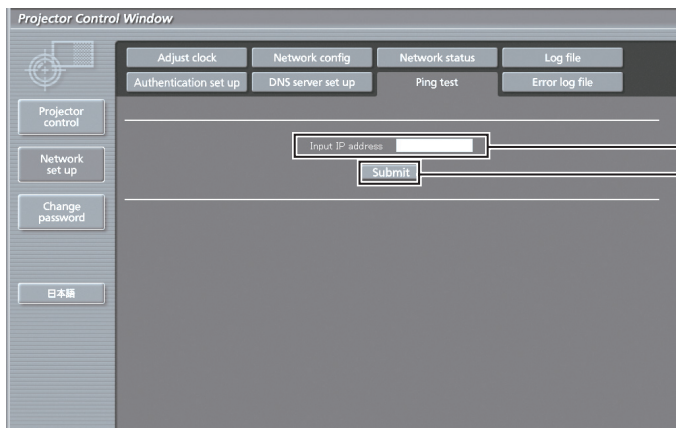 Projector Control Window
Adjust clock
Network config
Network status
Log file
Authentication set up
DNS server set up
Ping test
Error log file
Projector
control
Network
set up
Change
password
日本語
Input IP address
Submit